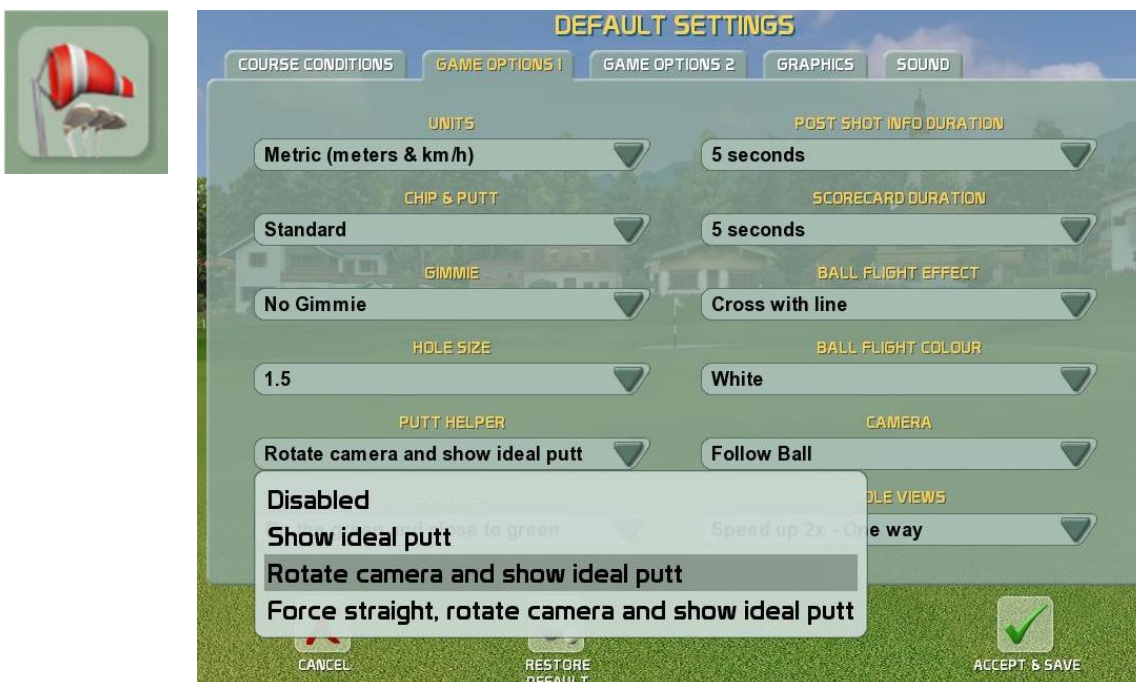 DEFAULT SETTINGS
COURSE CONDITIONS
GAME OPTIONS 1
GAME OPTIONS 2
GRAPHICS
SOUND
UNITS
Metric (meters & km/h)
CHIP & PUTT
Standard
GIMMIE
No Gimmie
HOLE SIZE
1.5
PUTT HELPER
Rotate camera and show ideal putt
Disabled
Show ideal putt
Rotate camera and show ideal putt
Force straight, rotate camera and show ideal putt
POST SHOT INFO DURATION
5 seconds
SCORECARD DURATION
5 seconds
BALL FLIGHT EFFECT
Cross with line
BALL FLIGHT COLOUR
White
CAMERA
Follow Ball
HOLE VIEWS
Speed up 2x - One way
CANCEL
RESTORE
DEFAULT
ACCEPT & SAVE